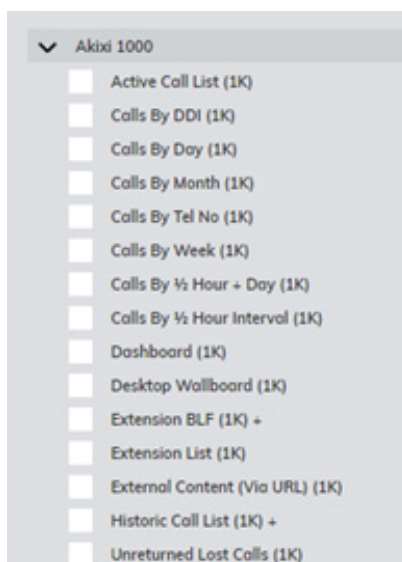 Akixi 1000
Active Call List (1K)
Calls By DDI (1K)
Calls By Day (1K)
Calls By Month (1K)
Calls By Tel No (1K)
Calls By Week (1K)
Calls By ½ Hour + Day (1K)
Calls By ½ Hour Interval (1K)
Dashboard (1K)
Desktop Wallboard (1K)
Extension BLF (1K) +
Extension List (1K)
External Content (Via URL) (1K)
Historic Call List (1K) +
Unreturned Lost Calls (1K)